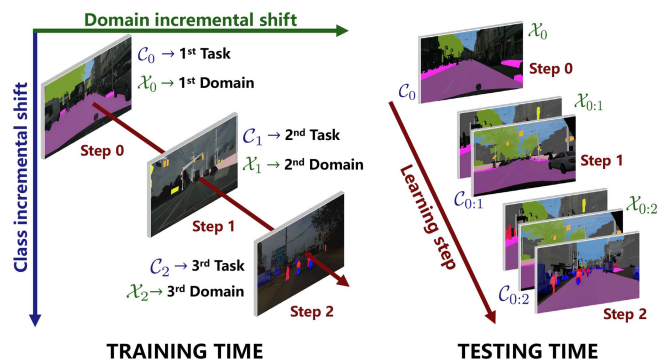 Domain incremental shift
Class incremental shift
C₀ → 1ˢᵗ Task
X₀ → 1ˢᵗ Domain
Step 0
C₁ → 2ⁿᵈ Task
X₁ → 2ⁿᵈ Domain
Step 1
C₂ → 3ʳᵈ Task
X₂ → 3ʳᵈ Domain
Step 2
TRAINING TIME
X₀
C₀
Step 0
X₀:₁
Step 1
C₀:₁
Learning step
X₀:₂
C₀:₂
Step 2
TESTING TIME